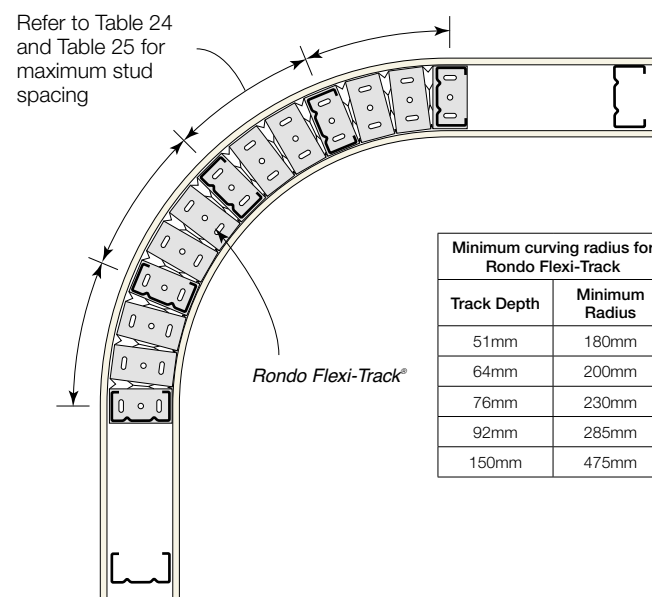 Refer to Table 24
and Table 25 for
maximum stud
spacing
Rondo Flexi-Track®
Minimum curving radius for
Rondo Flexi-Track
Track Depth
Minimum
Radius
51mm 180mm
64mm 200mm
76mm 230mm
92mm 285mm
150mm 475mm